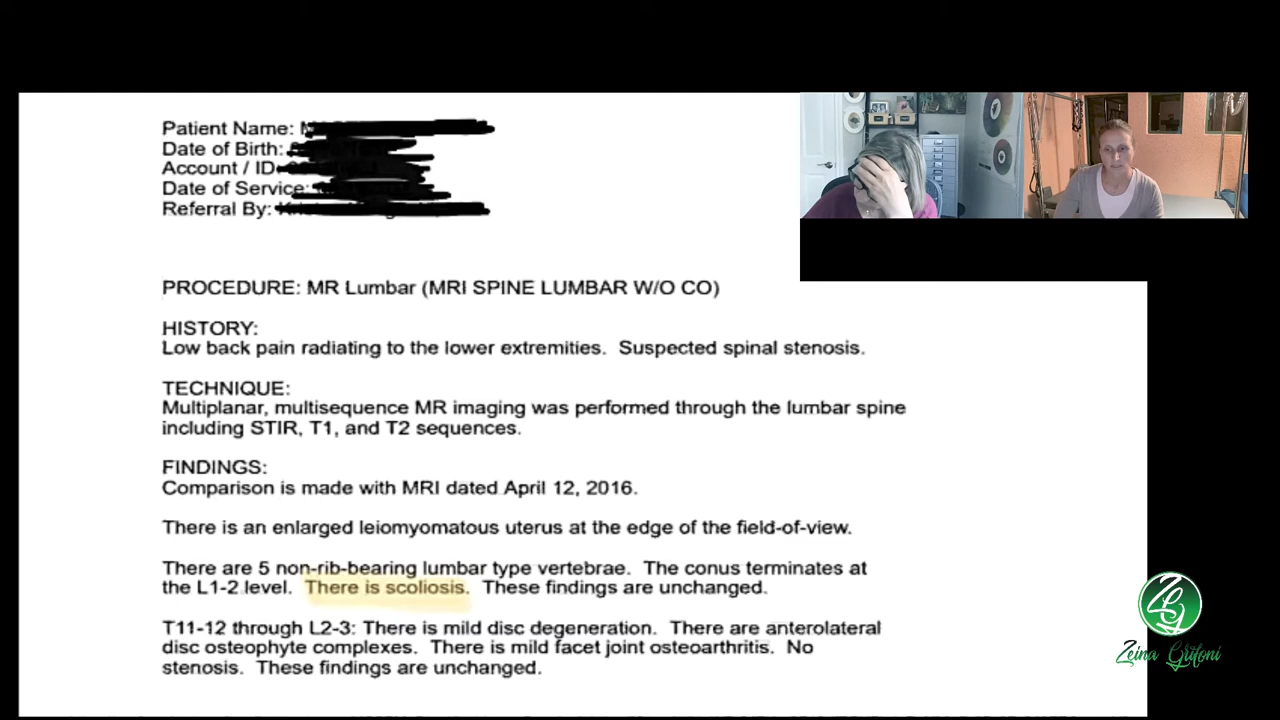 Patient Name:
Date of Birth:
Account / ID:
Date of Service:
Referral By:
PROCEDURE: MR Lumbar (MRI SPINE LUMBAR W/O CO)
HISTORY:
Low back pain radiating to the lower extremities. Suspected spinal stenosis.
TECHNIQUE:
Multiplanar, multisequence MR imaging was performed through the lumbar spine
including STIR, T1, and T2 sequences.
FINDINGS:
Comparison is made with MRI dated April 12, 2016.
There is an enlarged leiomyomatous uterus at the edge of the field-of-view.
There are 5 non-rib-bearing lumbar type vertebrae. The conus terminates at
the L1-2 level. There is scoliosis. These findings are unchanged.
T11-12 through L2-3: There is mild disc degeneration. There are anterolateral
disc osteophyte complexes. There is mild facet joint osteoarthritis. No
stenosis. These findings are unchanged.
ZG
Zeina Grifoni